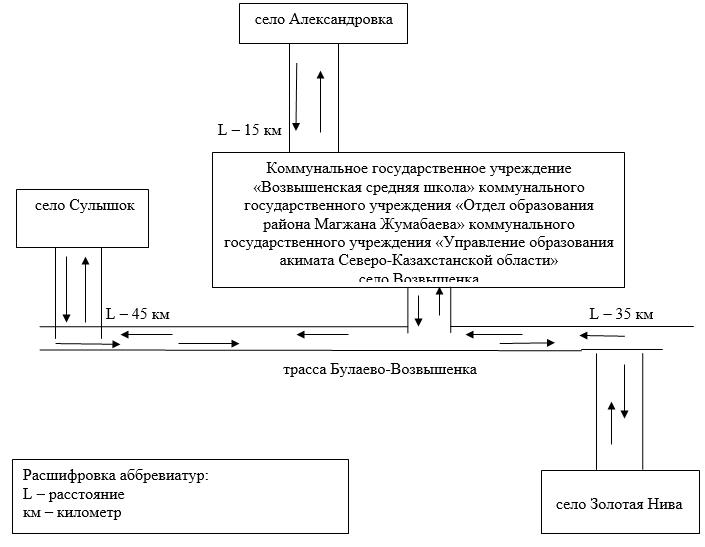 село Александровка
L – 15 км
Коммунальное государственное учреждение
«Возвышенская средняя школа» коммунального
государственного учреждения «Отдел образования
района Магжана Жумабаева» коммунального
государственного учреждения «Управление образования
акимата Северо-Казахстанской области»
село Возвышенка
село Сулышок
L – 45 км
L – 35 км
трасса Булаево-Возвышенка
Расшифровка аббревиатур:
L – расстояние
км – километр
село Золотая Нива